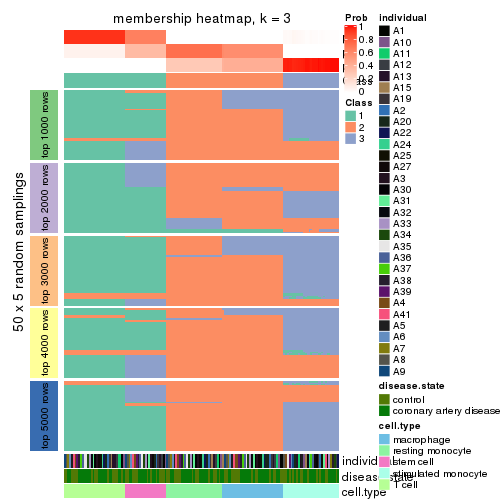 membership heatmap, k = 3
50 x 5 random samplings
top 1000 rows
top 2000 rows
top 3000 rows
top 4000 rows
top 5000 rows
individual
disease.state
cell.type
Prob
1
0.8
0.6
0.4
0.2
0
Class
1
2
3
individual
A1
A10
A11
A12
A13
A15
A19
A2
A20
A22
A24
A25
A27
A3
A30
A31
A32
A33
A34
A35
A36
A37
A38
A39
A4
A41
A5
A6
A7
A8
A9
disease.state
control
coronary artery disease
cell.type
macrophage
resting monocyte
stem cell
stimulated monocyte
T cell